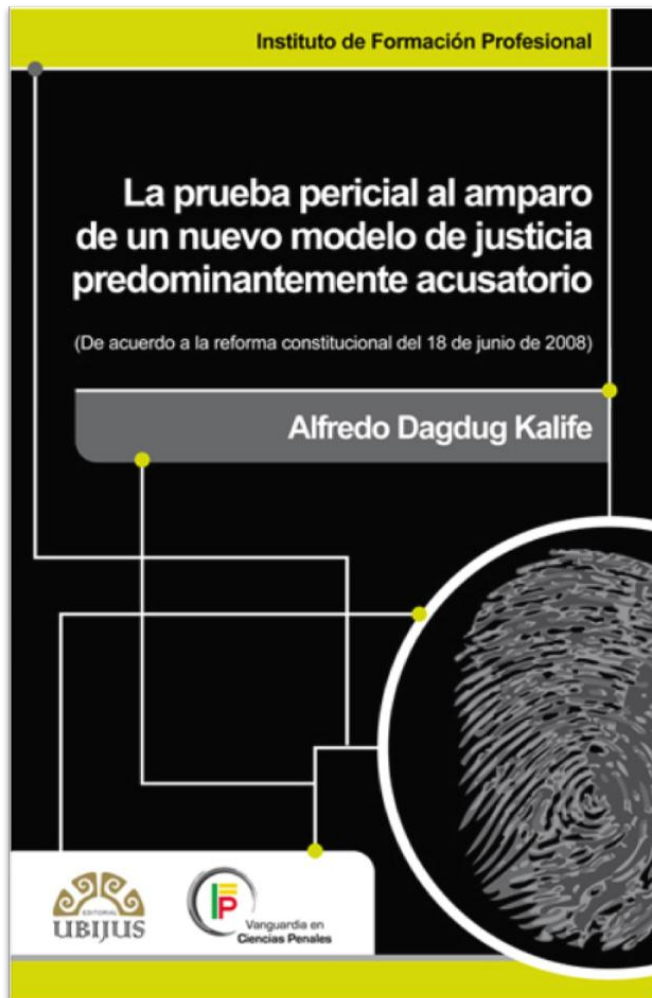 Instituto de Formación Profesional
La prueba pericial al amparo
de un nuevo modelo de justicia
predominantemente acusatorio
(De acuerdo a la reforma constitucional del 18 de junio de 2008)
Alfredo Dagdug Kalife
EDITORIAL
UBIJUS
IFP
Vanguardia en
Ciencias Penales